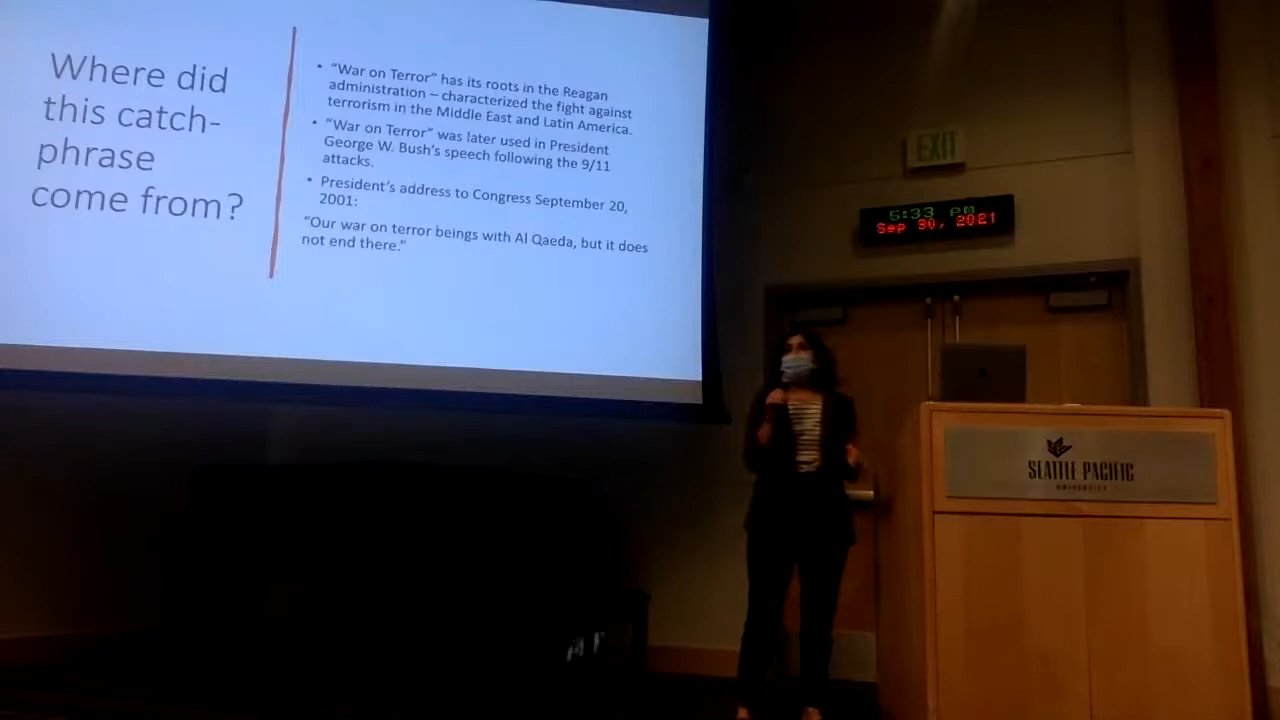 Where did
this catch-
phrase
come from?
• "War on Terror" has its roots in the Reagan
administration – characterized the fight against
terrorism in the Middle East and Latin America.
• "War on Terror" was later used in President
George W. Bush's speech following the 9/11
attacks.
• President's address to Congress September 20,
2001:
"Our war on terror beings with Al Qaeda, but it does
not end there."
EXIT
5:33 PM
Sep 30, 2021
SEATTLE PACIFIC
UNIVERSITY